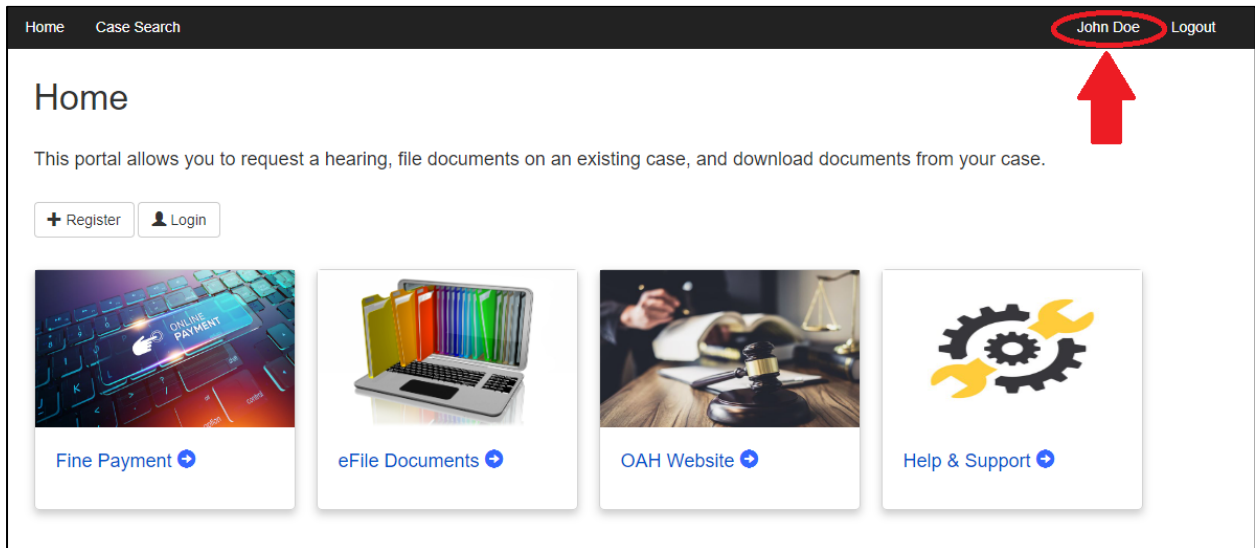 Home Case Search John Doe Logout
Home
This portal allows you to request a hearing, file documents on an existing case, and download documents from your case.
Register Login
ONLINE
PAYMENT
K
option
control
Fine Payment eFile Documents OAH Website Help & Support